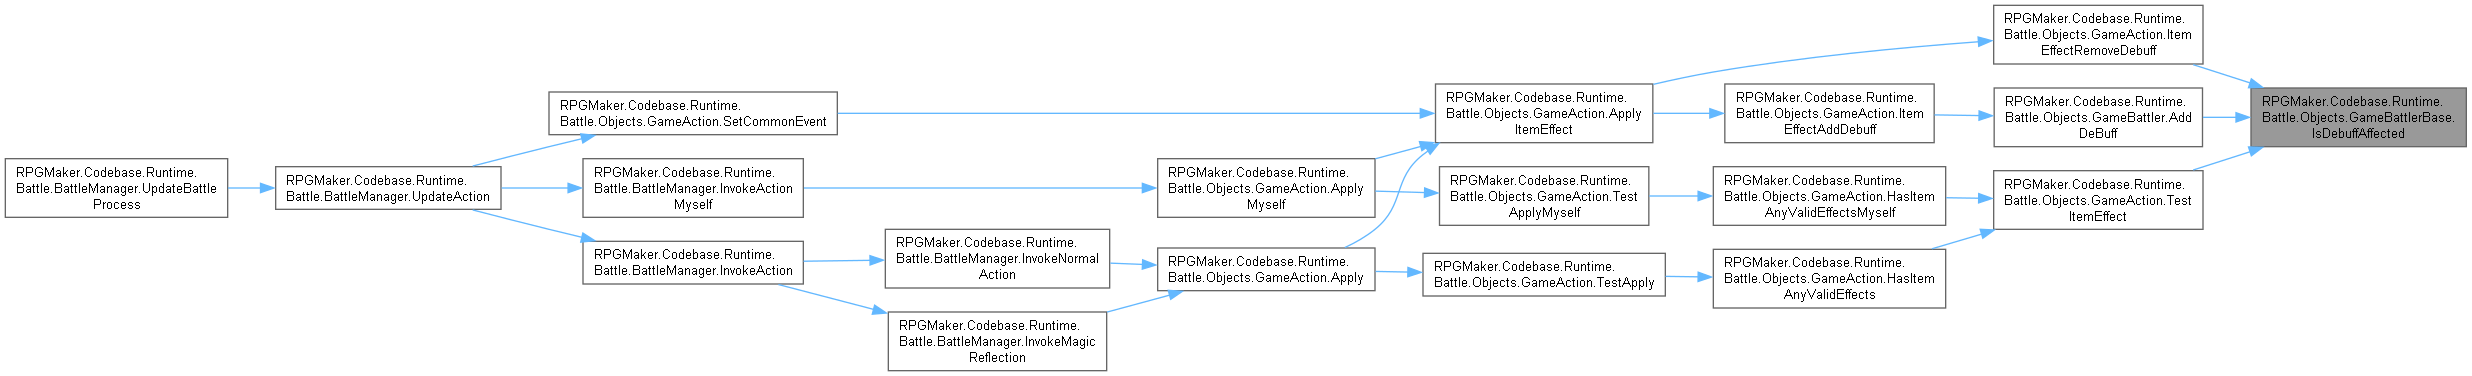 RPGMaker.Codebase.Runtime.
Battle.BattleManager.UpdateBattle
Process
RPGMaker.Codebase.Runtime.
Battle.BattleManager.UpdateAction
RPGMaker.Codebase.Runtime.
Battle.Objects.GameAction.SetCommonEvent
RPGMaker.Codebase.Runtime.
Battle.BattleManager.InvokeAction
Myself
RPGMaker.Codebase.Runtime.
Battle.BattleManager.InvokeAction
RPGMaker.Codebase.Runtime.
Battle.BattleManager.InvokeNormal
Action
RPGMaker.Codebase.Runtime.
Battle.BattleManager.InvokeMagic
Reflection
RPGMaker.Codebase.Runtime.
Battle.Objects.GameAction.Apply
Myself
RPGMaker.Codebase.Runtime.
Battle.Objects.GameAction.Apply
RPGMaker.Codebase.Runtime.
Battle.Objects.GameAction.Apply
ItemEffect
RPGMaker.Codebase.Runtime.
Battle.Objects.GameAction.Test
ApplyMyself
RPGMaker.Codebase.Runtime.
Battle.Objects.GameAction.TestApply
RPGMaker.Codebase.Runtime.
Battle.Objects.GameAction.Item
EffectAddDebuff
RPGMaker.Codebase.Runtime.
Battle.Objects.GameAction.HasItem
AnyValidEffectsMyself
RPGMaker.Codebase.Runtime.
Battle.Objects.GameAction.HasItem
AnyValidEffects
RPGMaker.Codebase.Runtime.
Battle.Objects.GameAction.Item
EffectRemoveDebuff
RPGMaker.Codebase.Runtime.
Battle.Objects.GameBattler.Add
DeBuff
RPGMaker.Codebase.Runtime.
Battle.Objects.GameAction.Test
ItemEffect
RPGMaker.Codebase.Runtime.
Battle.Objects.GameBattlerBase.
IsDebuffAffected